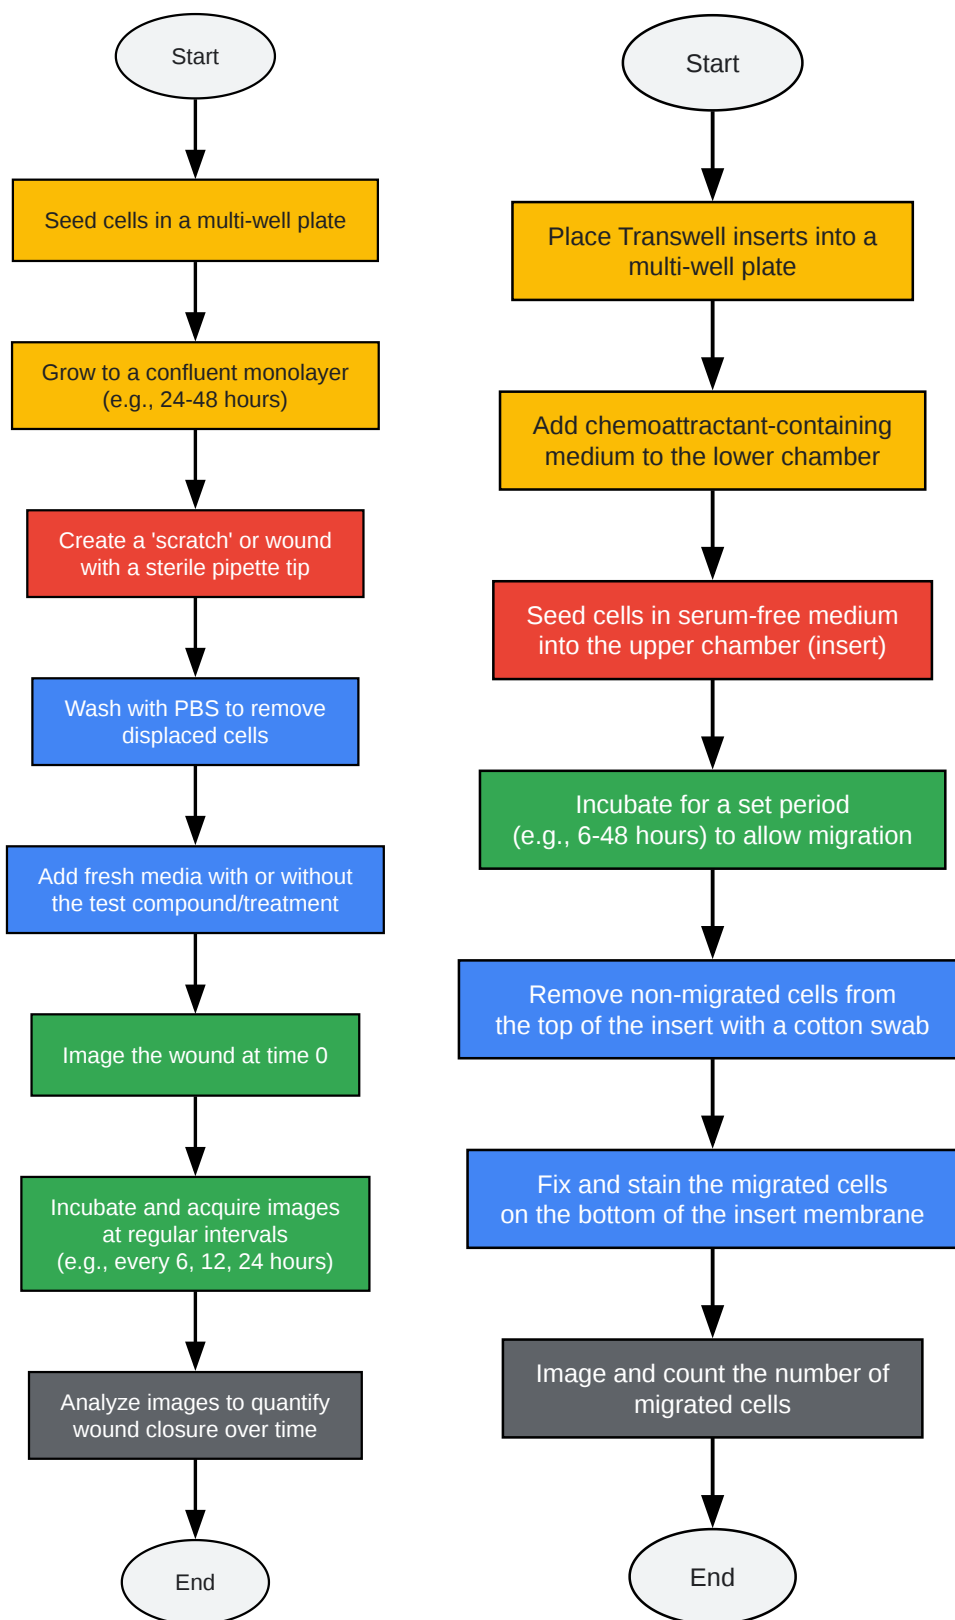 Start
Seed cells in a multi-well plate
Grow to a confluent monolayer
(e.g., 24-48 hours)
Create a 'scratch' or wound
with a sterile pipette tip
Wash with PBS to remove
displaced cells
Add fresh media with or without
the test compound/treatment
Image the wound at time 0
Incubate and acquire images
at regular intervals
(e.g., every 6, 12, 24 hours)
Analyze images to quantify
wound closure over time
End
Start
Place Transwell inserts into a
multi-well plate
Add chemoattractant-containing
medium to the lower chamber
Seed cells in serum-free medium
into the upper chamber (insert)
Incubate for a set period
(e.g., 6-48 hours) to allow migration
Remove non-migrated cells from
the top of the insert with a cotton swab
Fix and stain the migrated cells
on the bottom of the insert membrane
Image and count the number of
migrated cells
End